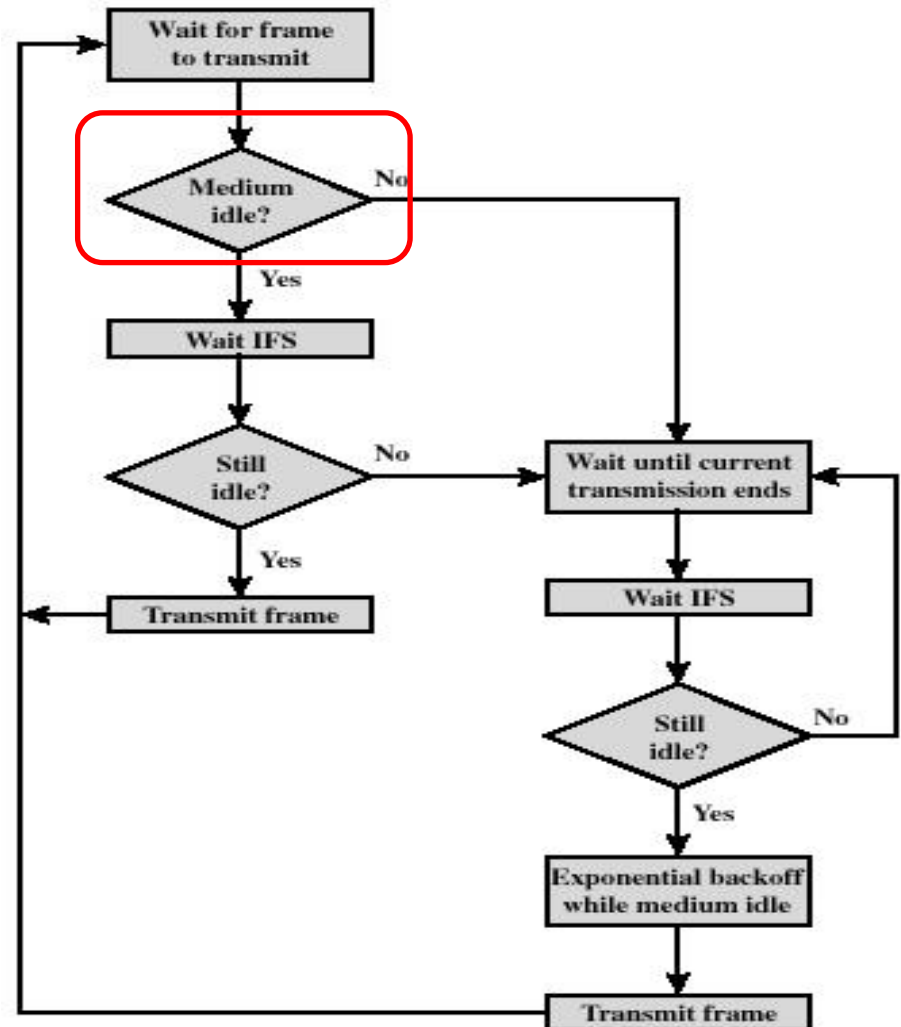 Wait for frame
to transmit
Medium
idle?
No
Yes
Wait IFS
Still
idle?
No
Yes
Transmit frame
Wait until current
transmission ends
Wait IFS
Still
idle?
No
Yes
Exponential backoff
while medium idle
Transmit frame